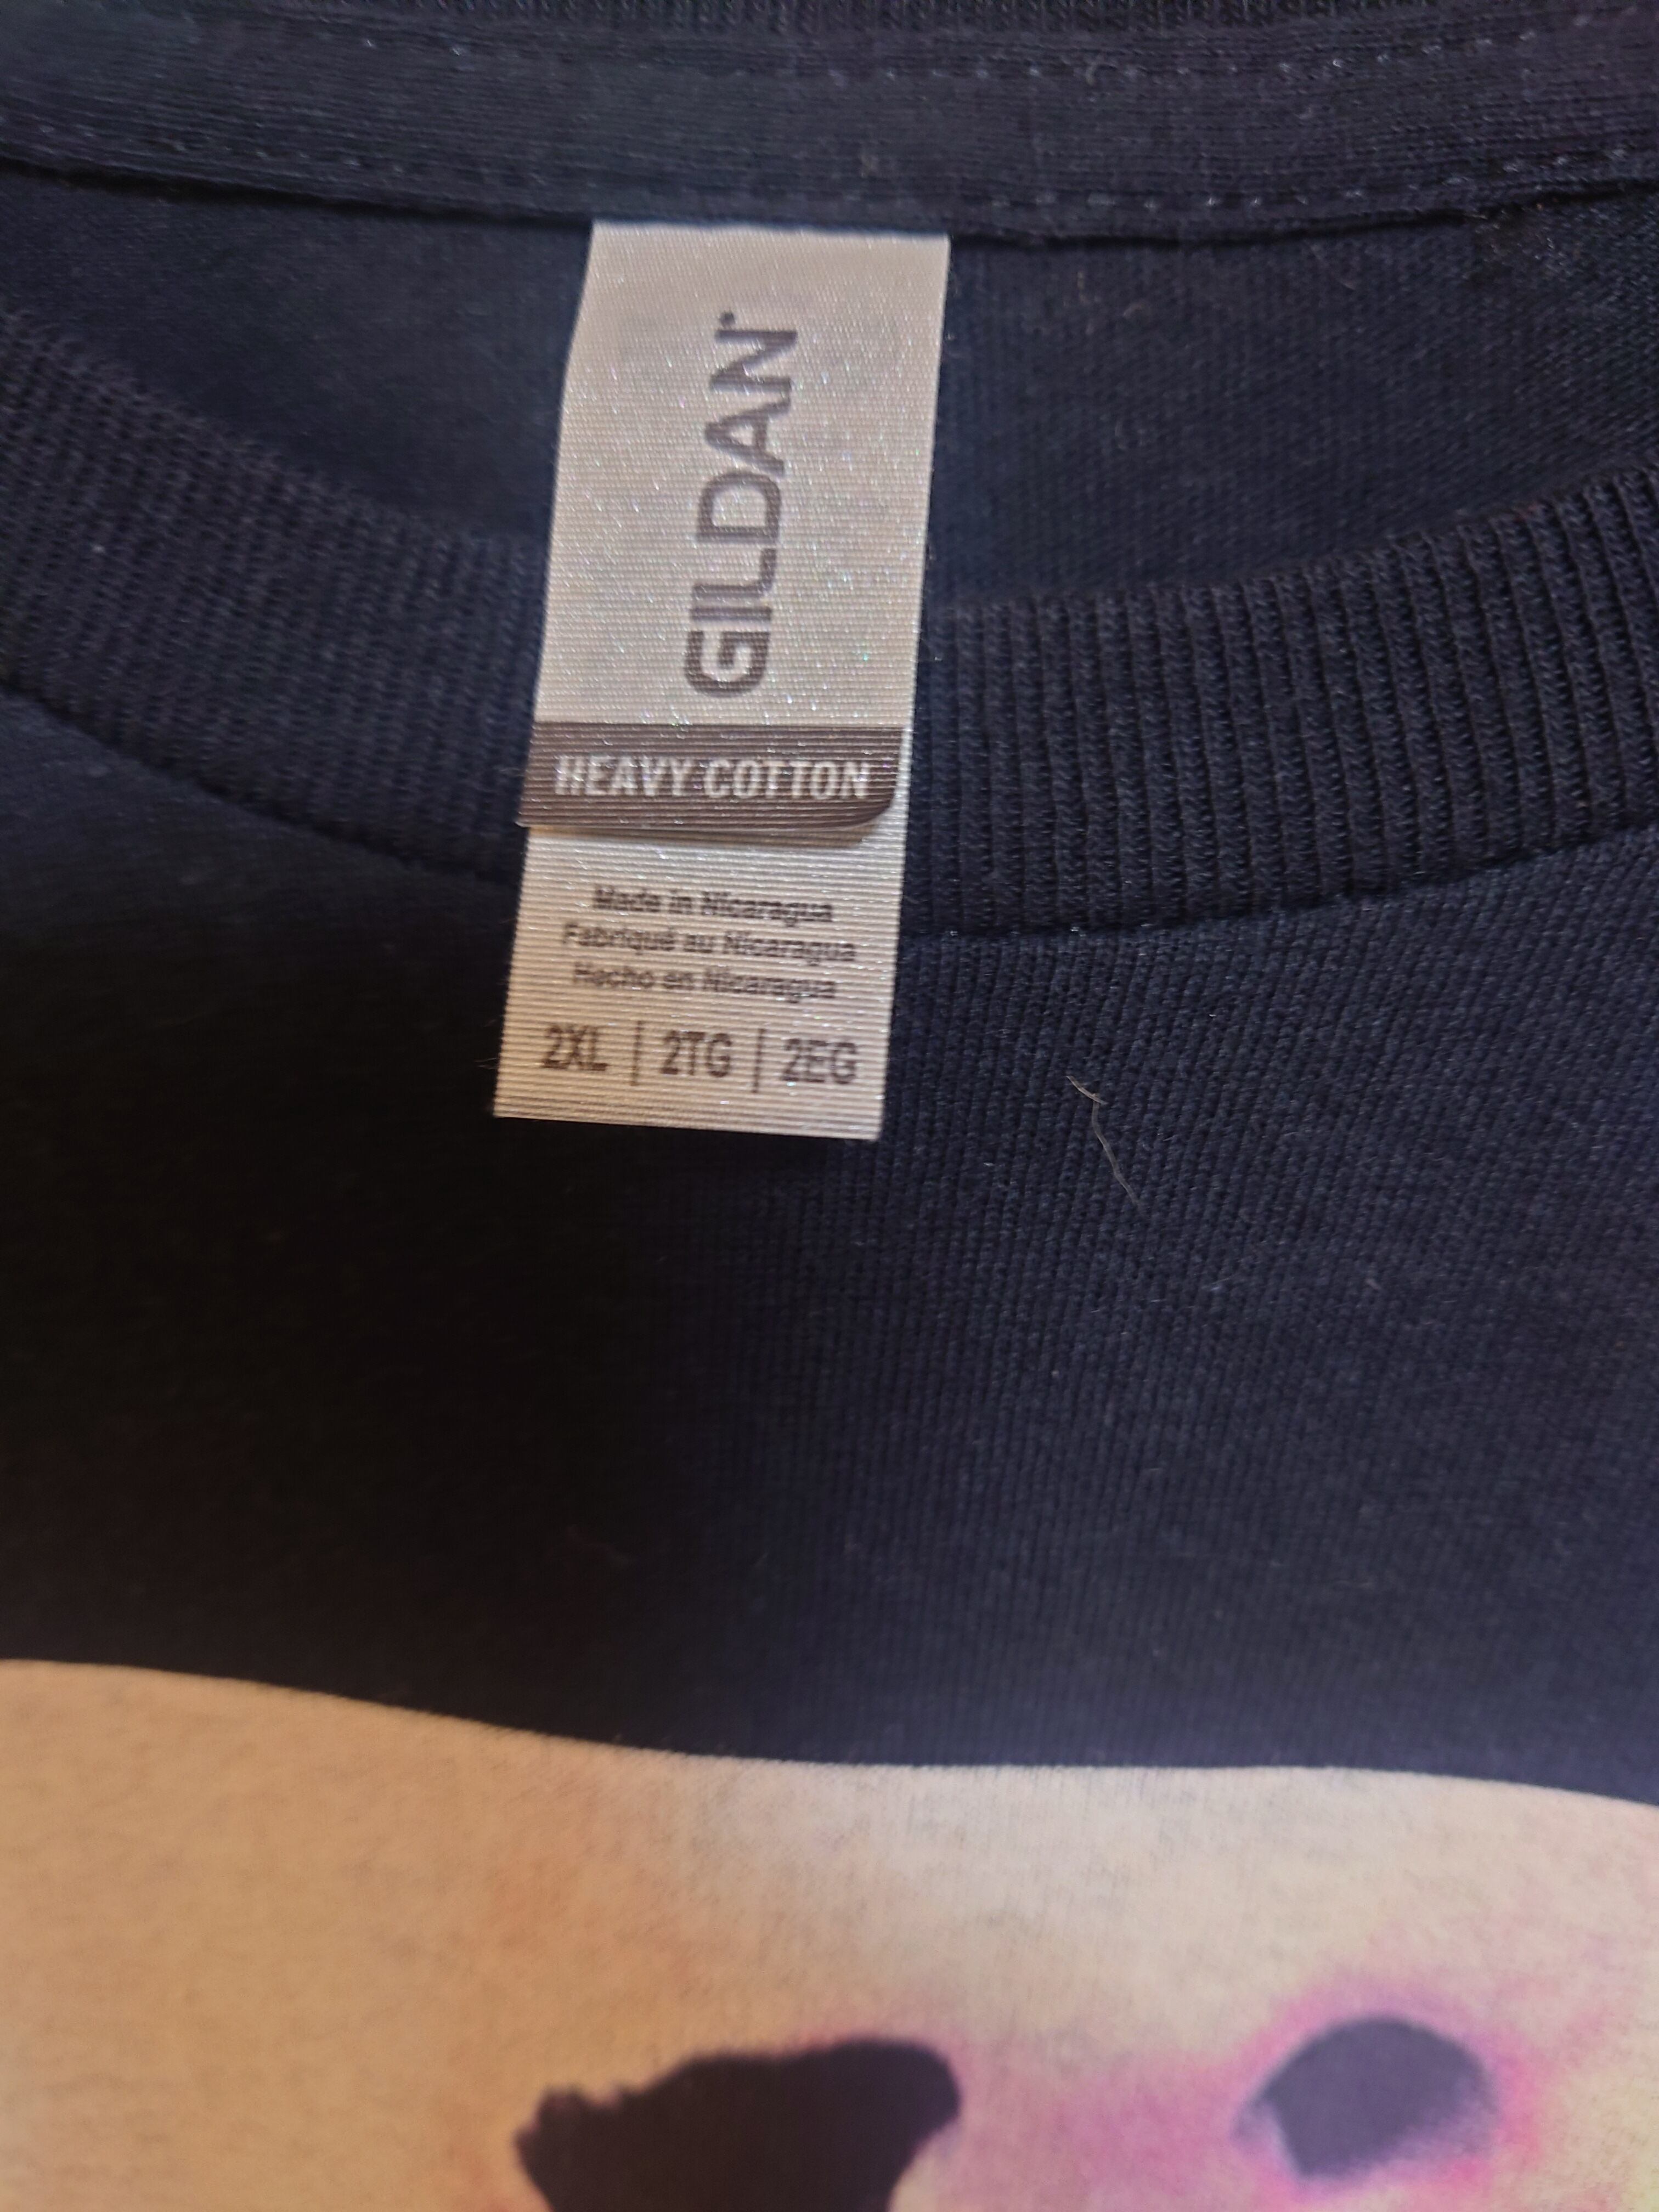 GILDAN
HEAVY COTTON
Made in Nicaragua
Fabriqué au Nicaragua
Hecho en Nicaragua
2XL | 2TG | 2EG